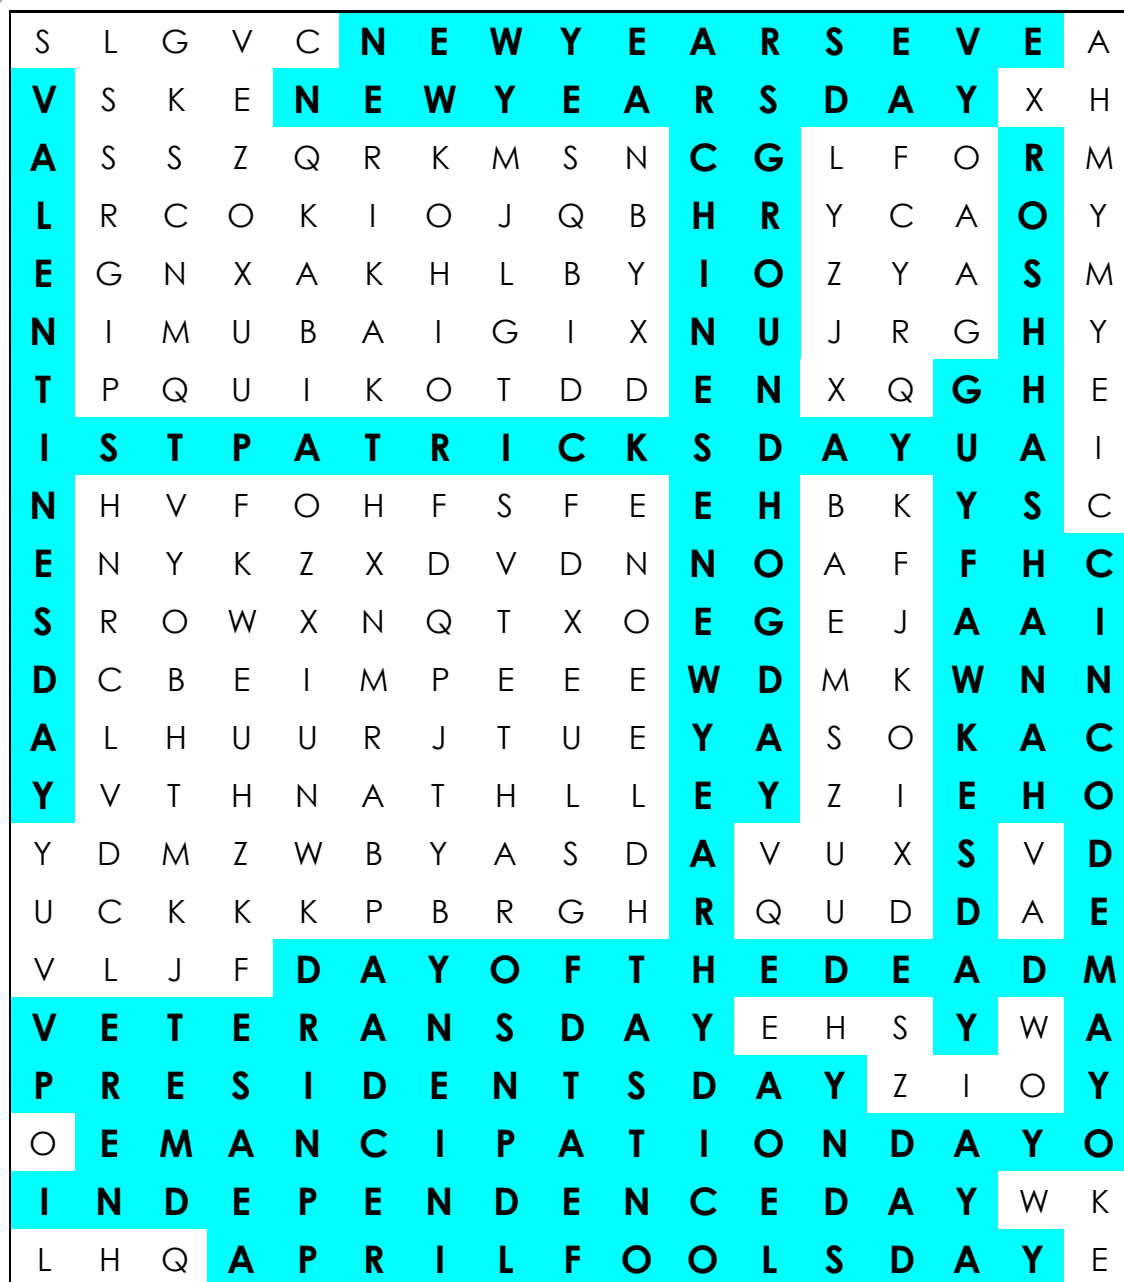 S L G V C N E W Y E A R S E V E A
V S K E N E W Y E A R S D A Y X H
A S S Z Q R K M S N C G L F O R M
L R C O K I O J Q B H R Y C A O Y
E G N X A K H L B Y I O Z Y A S M
N I M U B A I G I X N U J R G H Y
T P Q U I K O T D D E N X Q G H E
I S T P A T R I C K S D A Y U A I
N H V F O H F S F E E H B K Y S C
E N Y K Z X D V D N N O A F F H C
S R O W X N Q T X O E G E J A A I
D C B E I M P E E E W D M K W N N
A L H U U R J T U E Y A S O K A C
Y V T H N A T H L L E Y Z I E H O
Y D M Z W B Y A S D A V U X S V D
U C K K K P B R G H R Q U D D A E
V L J F D A Y O F T H E D E A D M
V E T E R A N S D A Y E H S Y W A
P R E S I D E N T S D A Y Z I O Y
O E M A N C I P A T I O N D A Y O
I N D E P E N D E N C E D A Y W K
L H Q A P R I L F O O L S D A Y E